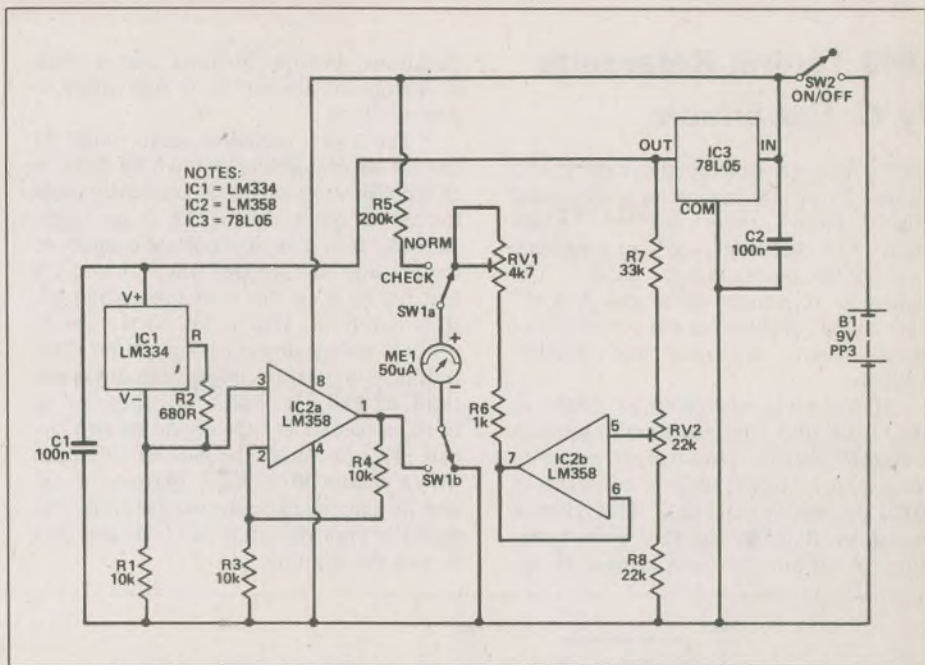 SW2
ON/OFF
OUT
IC3
78L05
IN
COM
NOTES:
IC1 = LM334
IC2 = LM358
IC3 = 78L05
R5
200k
NORM
CHECK
RV1
4k7
R7
33k
C2
100n
SW1a
V+
IC1
LM334
R
V–
R2
680R
+
ME1
50uA
–
B1
9V
PP3
3
8
IC2a
LM358
1
2
4
C1
100n
R4
10k
SW1b
R6
1k
7
IC2b
LM358
5
6
RV2
22k
R1
10k
R3
10k
R8
22k